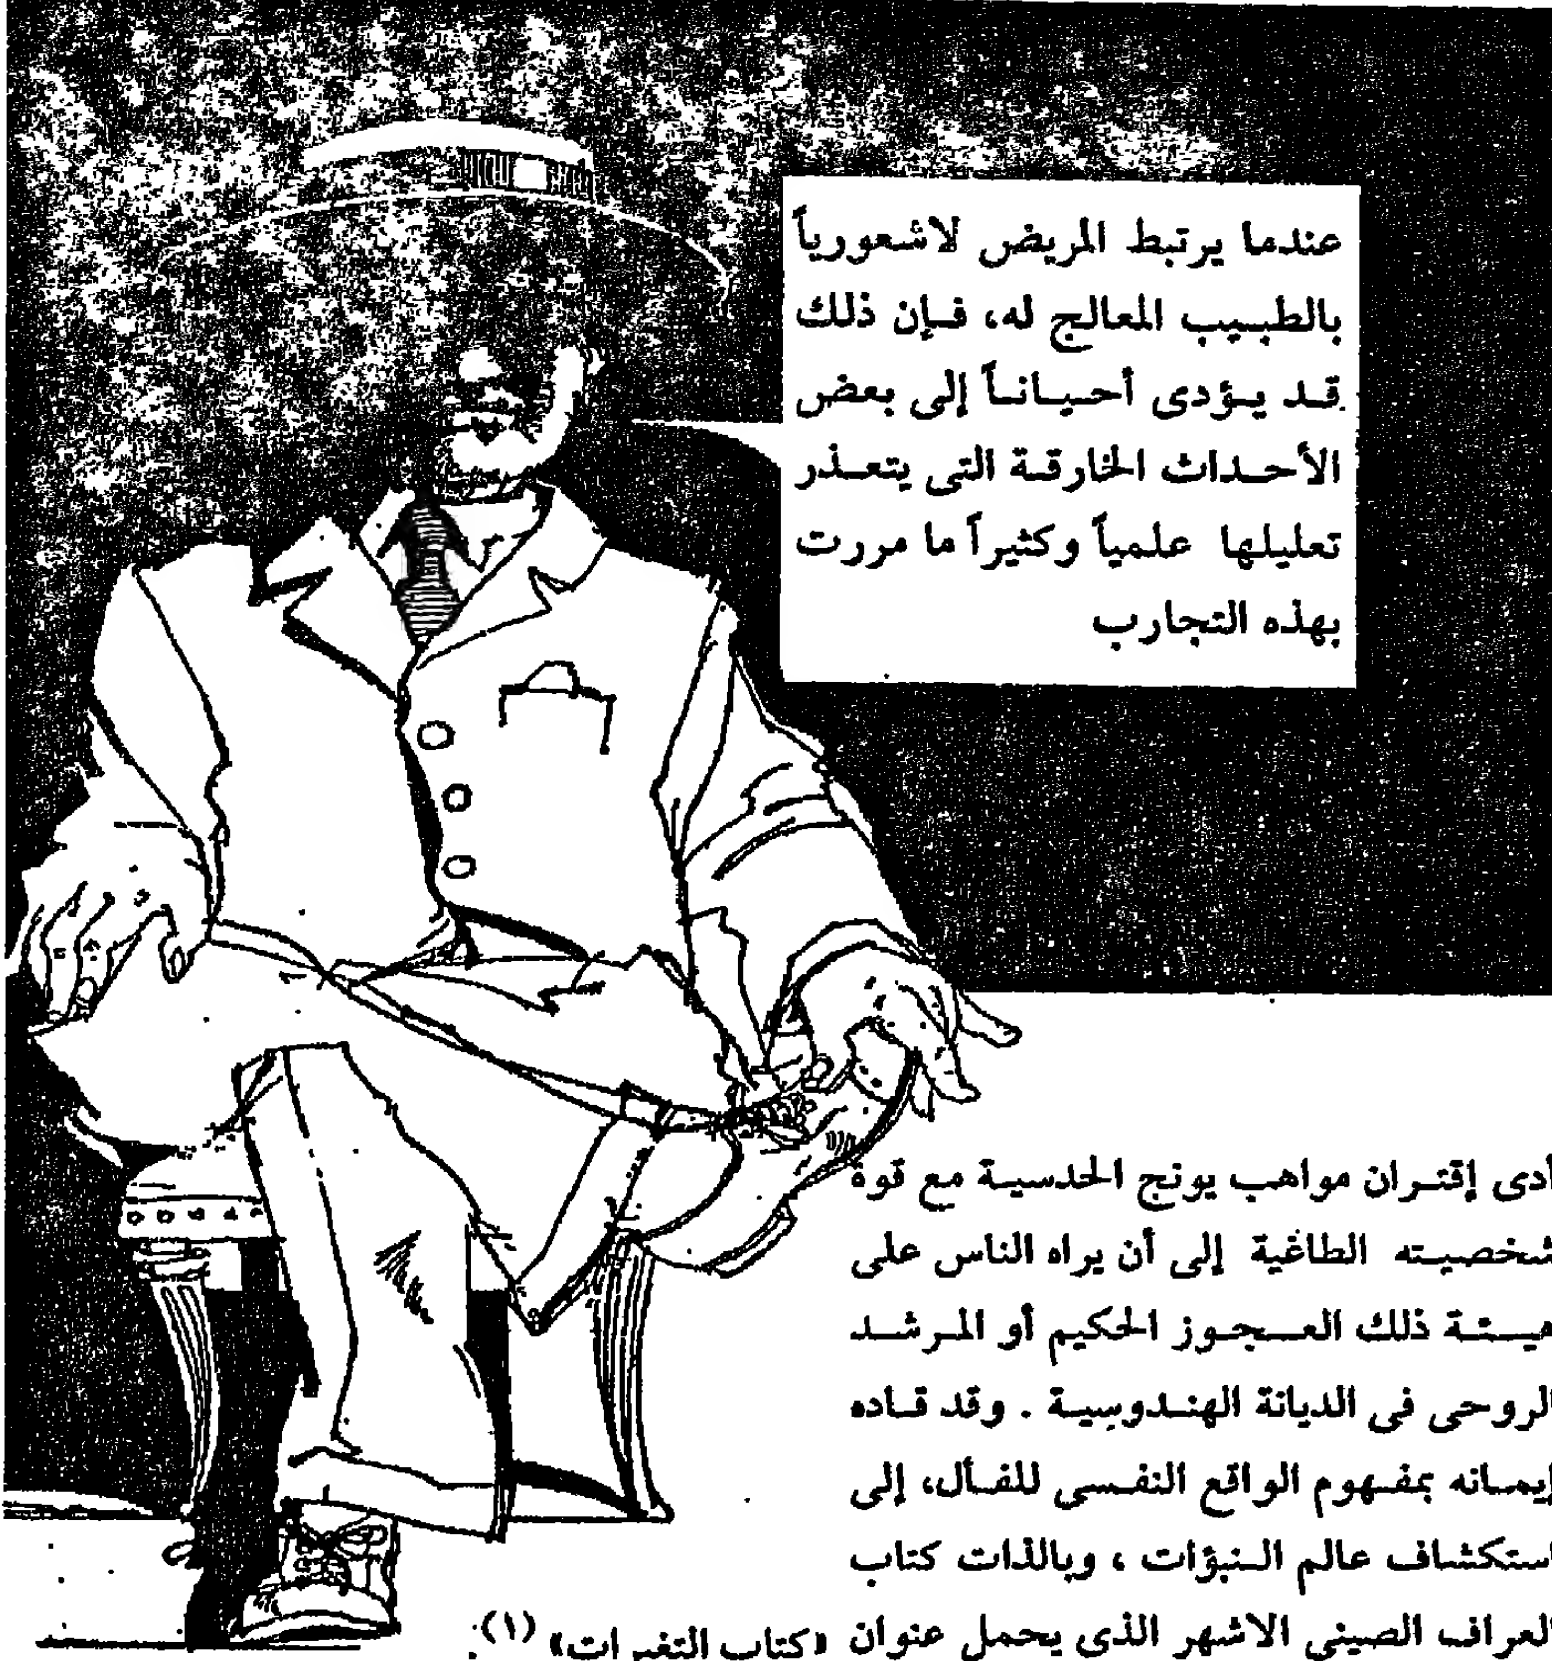 عندما يرتبط المريض لاشعورياً
بالطبيب المعالج له، فإن ذلك
قد يؤدى أحياناً إلى بعض
الأحداث الخارقة التى يتعذر
تعليلها علمياً وكثيراً ما مررت
بهذه التجارب
أدى إقتران مواهب يونج الحدسية مع قوة
شخصيته الطاغية إلى أن يراه الناس على
هيئة ذلك العجوز الحكيم أو المرشد
الروحى فى الديانة الهندوسية . وقد قاده
إيمانه بمفهوم الواقع النفسى للفأل، إلى
استكشاف عالم النبؤات ، وبالذات كتاب
العراف الصينى الاشهر الذى يحمل عنوان «كتاب التغيرات» (١).